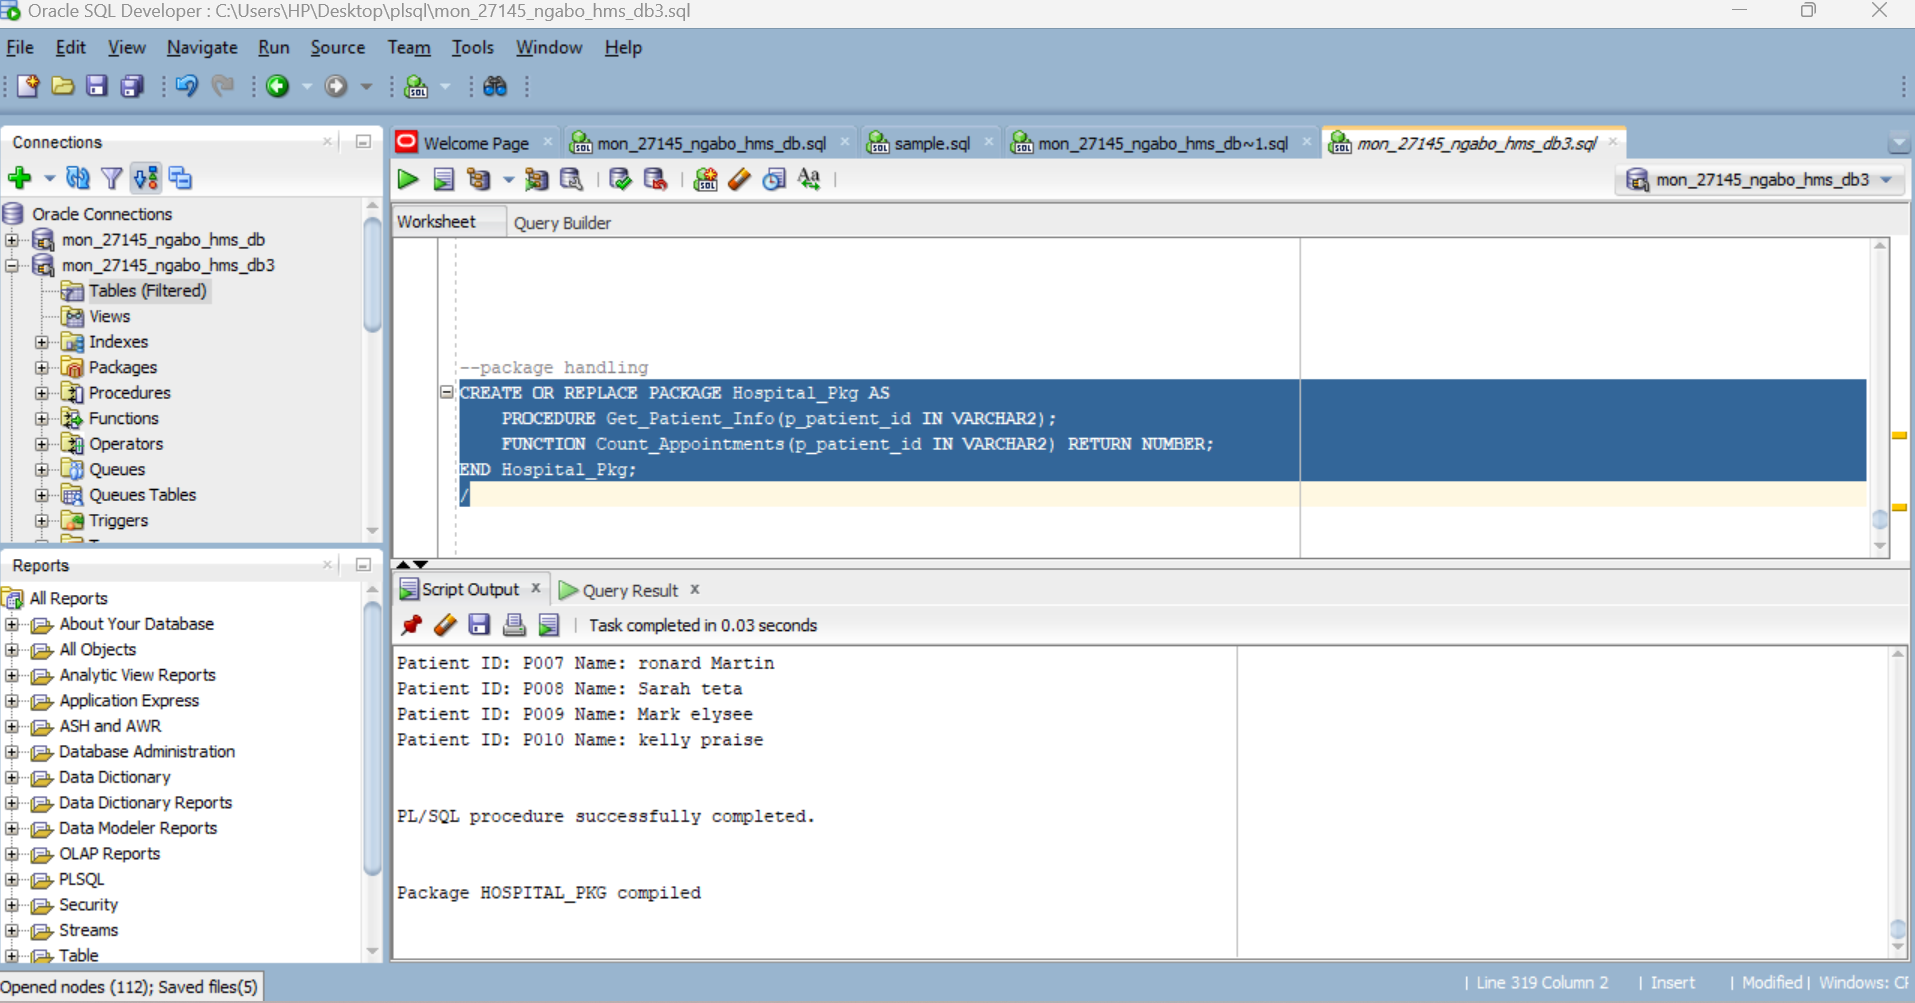 Oracle SQL Developer : C:\Users\HP\Desktop\plsql\mon_27145_ngabo_hms_db3.sql
File Edit View Navigate Run Source Team Tools Window Help
Connections
Oracle Connections
mon_27145_ngabo_hms_db
mon_27145_ngabo_hms_db3
Tables (Filtered)
Views
Indexes
Packages
Procedures
Functions
Operators
Queues
Queues Tables
Triggers
Reports
All Reports
About Your Database
All Objects
Analytic View Reports
Application Express
ASH and AWR
Database Administration
Data Dictionary
Data Dictionary Reports
Data Modeler Reports
OLAP Reports
PLSQL
Security
Streams
Table
Welcome Page mon_27145_ngabo_hms_db.sql sample.sql mon_27145_ngabo_hms_db~1.sql mon_27145_ngabo_hms_db3.sql
mon_27145_ngabo_hms_db3
Worksheet Query Builder
--package handling
CREATE OR REPLACE PACKAGE Hospital_Pkg AS
PROCEDURE Get_Patient_Info(p_patient_id IN VARCHAR2);
FUNCTION Count_Appointments(p_patient_id IN VARCHAR2) RETURN NUMBER;
END Hospital_Pkg;
/
Script Output Query Result
Task completed in 0.03 seconds
Patient ID: P007 Name: ronard Martin
Patient ID: P008 Name: Sarah teta
Patient ID: P009 Name: Mark elysee
Patient ID: P010 Name: kelly praise
PL/SQL procedure successfully completed.
Package HOSPITAL_PKG compiled
Opened nodes (112); Saved files(5)
| Line 319 Column 2 | Insert | Modified | Windows: